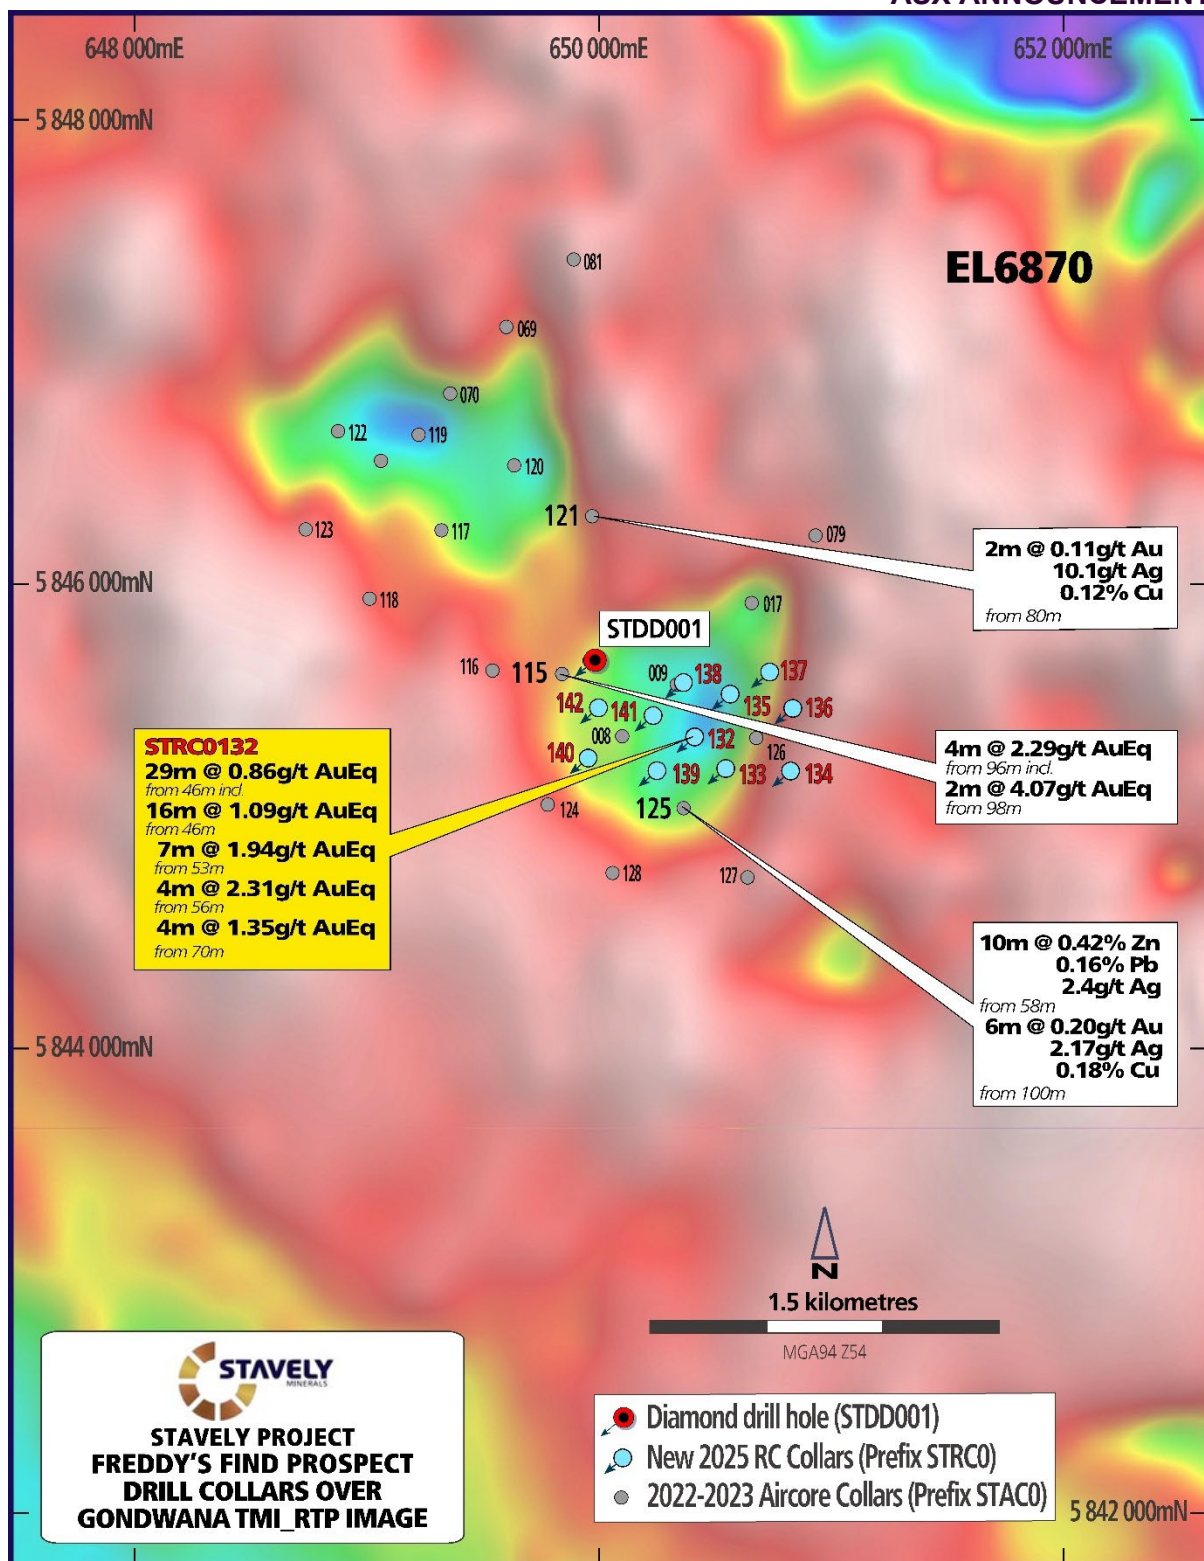 ASX ANNOUNCEMENT
648 000mE
650 000mE
652 000mE
5 848 000mN
EL6870
081
069
070
122
119
120
121
123
117
079
2m @ 0.11g/t Au
10.1g/t Ag
0.12% Cu
from 80m
5 846 000mN
118
017
STDD001
116
115
009
138
137
142
141
135
136
008
132
126
140
139
133
134
124
125
128
127
STRC0132
29m @ 0.86g/t AuEq
from 46m incl.
16m @ 1.09g/t AuEq
from 46m
7m @ 1.94g/t AuEq
from 53m
4m @ 2.31g/t AuEq
from 56m
4m @ 1.35g/t AuEq
from 70m
4m @ 2.29g/t AuEq
from 96m incl.
2m @ 4.07g/t AuEq
from 98m
10m @ 0.42% Zn
0.16% Pb
2.4g/t Ag
from 58m
6m @ 0.20g/t Au
2.17g/t Ag
0.18% Cu
from 100m
5 844 000mN
N
1.5 kilometres
MGA94 Z54
STAVELY
MINERALS
STAVELY PROJECT
FREDDY'S FIND PROSPECT
DRILL COLLARS OVER
GONDWANA TMI_RTP IMAGE
Diamond drill hole (STDD001)
New 2025 RC Collars (Prefix STRC0)
2022-2023 Aircore Collars (Prefix STAC0)
5 842 000mN